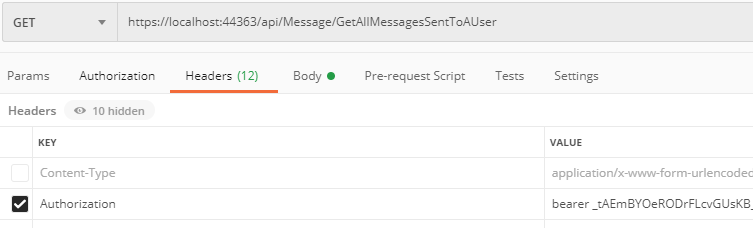 GET https://localhost:44363/api/Message/GetAllMessagesSentToAUser
Params Authorization Headers (12) Body Pre-request Script Tests Settings
Headers 10 hidden
KEY VALUE
Content-Type application/x-www-form-urlencoded
Authorization bearer _tAEmBYOeRODrFLcvGUsKB_